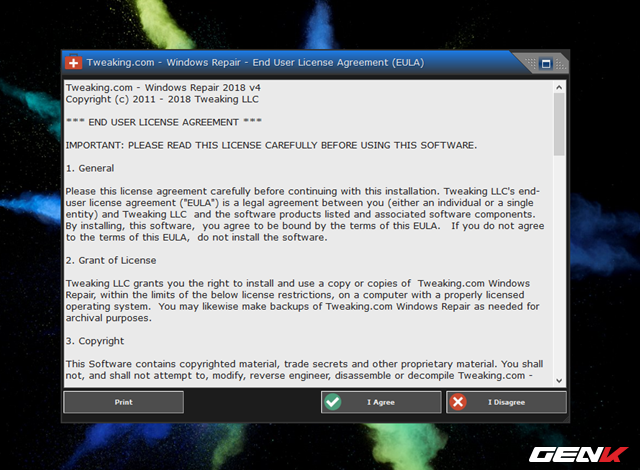 Tweaking.com - Windows Repair - End User License Agreement (EULA)
Tweaking.com - Windows Repair 2018 v4
Copyright (c) 2011 - 2018 Tweaking LLC
*** END USER LICENSE AGREEMENT ***
IMPORTANT: PLEASE READ THIS LICENSE CAREFULLY BEFORE USING THIS SOFTWARE.
1. General
Please this license agreement carefully before continuing with this installation. Tweaking LLC's end-
user license agreement ("EULA") is a legal agreement between you (either an individual or a single
entity) and Tweaking LLC  and the software products listed and associated software components.
By installing, this software,  you agree to be bound by the terms of this EULA.   If you do not agree
to the terms of this EULA,  do not install the software.
2. Grant of License
Tweaking LLC grants you the right to install and use a copy or copies of  Tweaking.com Windows
Repair, within the limits of the below license restrictions, on a computer with a properly licensed
operating system.  You may likewise make backups of Tweaking.com Windows Repair as needed for
archival purposes.
3. Copyright
This Software contains copyrighted material, trade secrets and other proprietary material. You shall
not, and shall not attempt to, modify, reverse engineer, disassemble or decompile Tweaking.com -
Print
I Agree
I Disagree
GENK